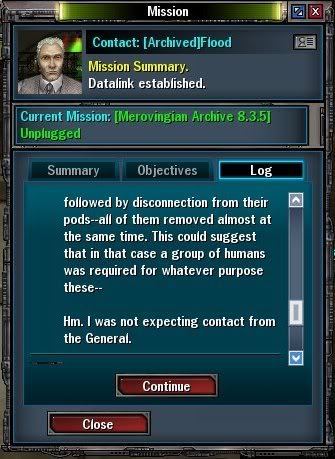 Mission
Contact: [Archived]Flood
Mission Summary.
Datalink established.
Current Mission: [Merovingian Archive 8.3.5]
Unplugged
Summary
Objectives
Log
followed by disconnection from their
pods--all of them removed almost at
the same time. This could suggest
that in that case a group of humans
was required for whatever purpose
these--
Hm. I was not expecting contact from
the General.
Continue
Close